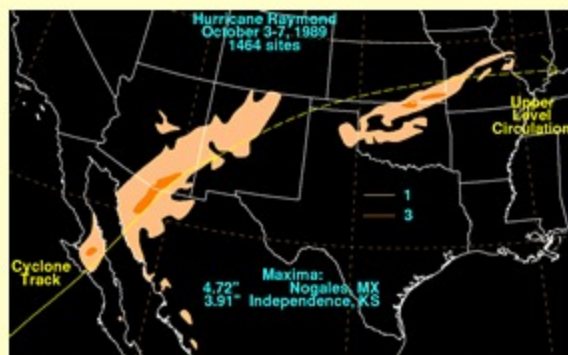 Hurricane Raymond
October 3-7, 1989
1464 sites
Upper
Level
Circulation
1
3
Cyclone
Track
Maxima:
4.72" Nogales, MX
3.91" Independence, KS